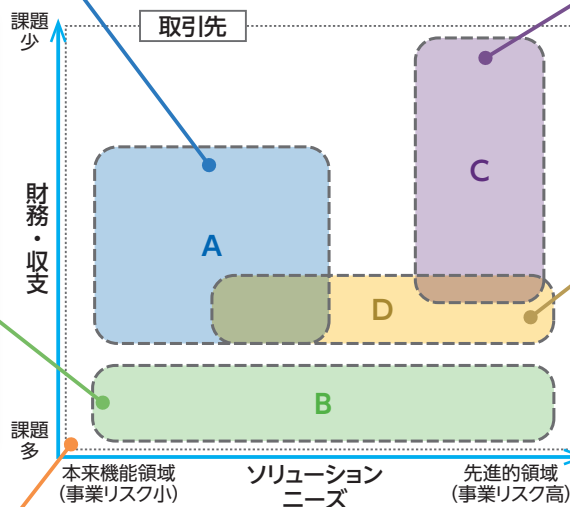 課題
少
取引先
財務・収支
A
C
D
B
課題
多
本来機能領域
(事業リスク小)
ソリューション
ニーズ
先進的領域
(事業リスク高)